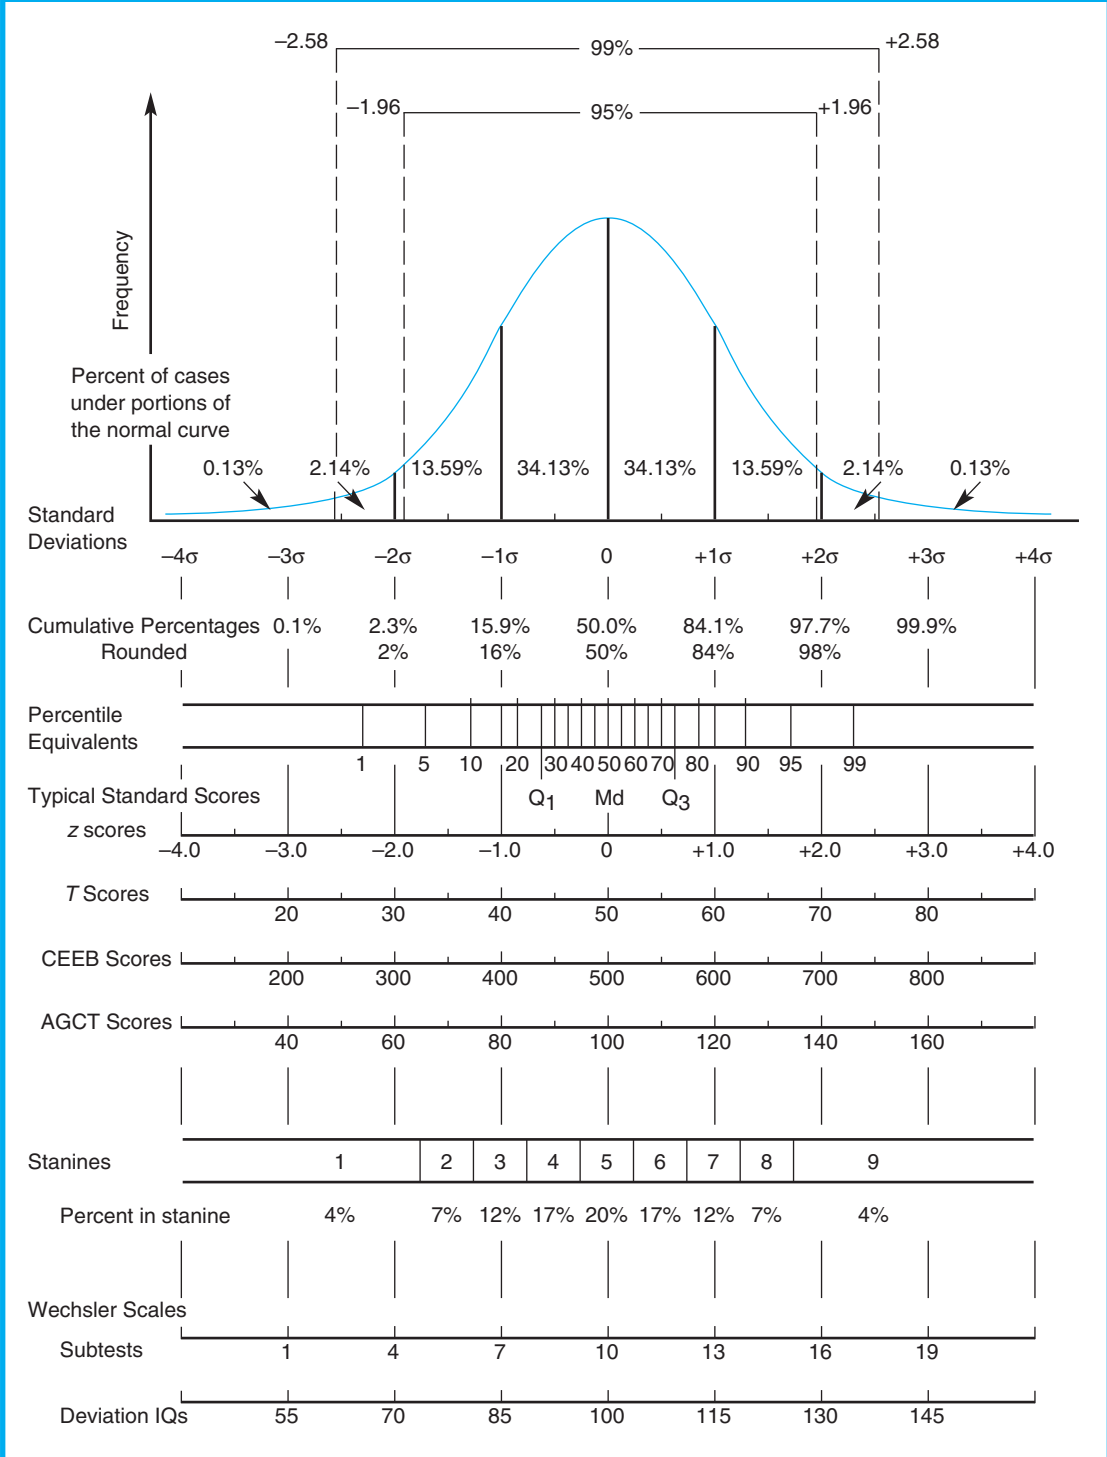 −2.58 99% +2.58
−1.96 95% +1.96
Frequency
Percent of cases
under portions of
the normal curve
0.13% 2.14% 13.59% 34.13% 34.13% 13.59% 2.14% 0.13%
Standard
Deviations
−4σ −3σ −2σ −1σ 0 +1σ +2σ +3σ +4σ
Cumulative Percentages 0.1% 2.3% 15.9% 50.0% 84.1% 97.7% 99.9%
Rounded 2% 16% 50% 84% 98%
Percentile
Equivalents
1 5 10 20 30 40 50 60 70 80 90 95 99
Typical Standard Scores Q1 Md Q3
z scores
−4.0 −3.0 −2.0 −1.0 0 +1.0 +2.0 +3.0 +4.0
T Scores
20 30 40 50 60 70 80
CEEB Scores
200 300 400 500 600 700 800
AGCT Scores
40 60 80 100 120 140 160
Stanines 1 2 3 4 5 6 7 8 9
Percent in stanine 4% 7% 12% 17% 20% 17% 12% 7% 4%
Wechsler Scales
Subtests 1 4 7 10 13 16 19
Deviation IQs 55 70 85 100 115 130 145